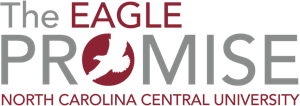 The EAGLE
PROMISE
NORTH CAROLINA CENTRAL UNIVERSITY